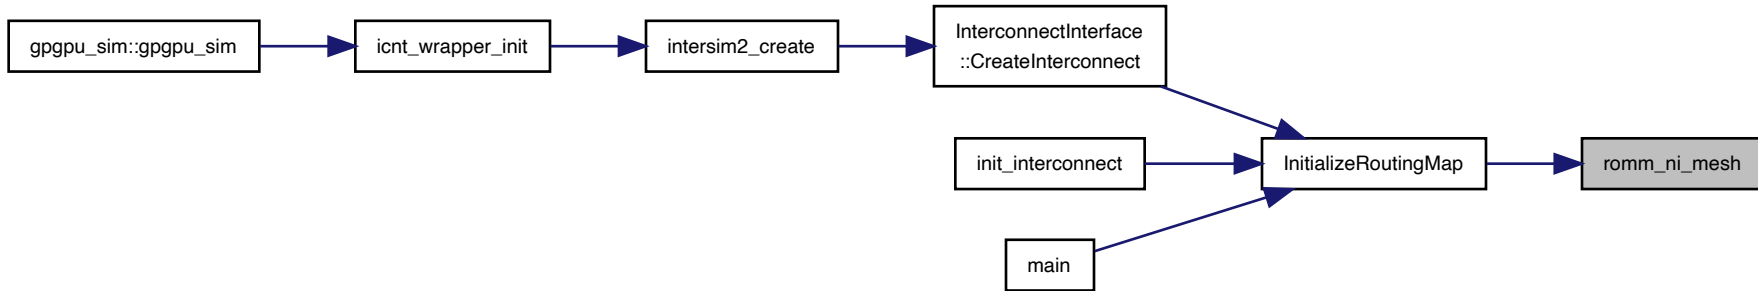 gpgpu_sim::gpgpu_sim
icnt_wrapper_init
intersim2_create
InterconnectInterface
::CreateInterconnect
init_interconnect
InitializeRoutingMap
romm_ni_mesh
main